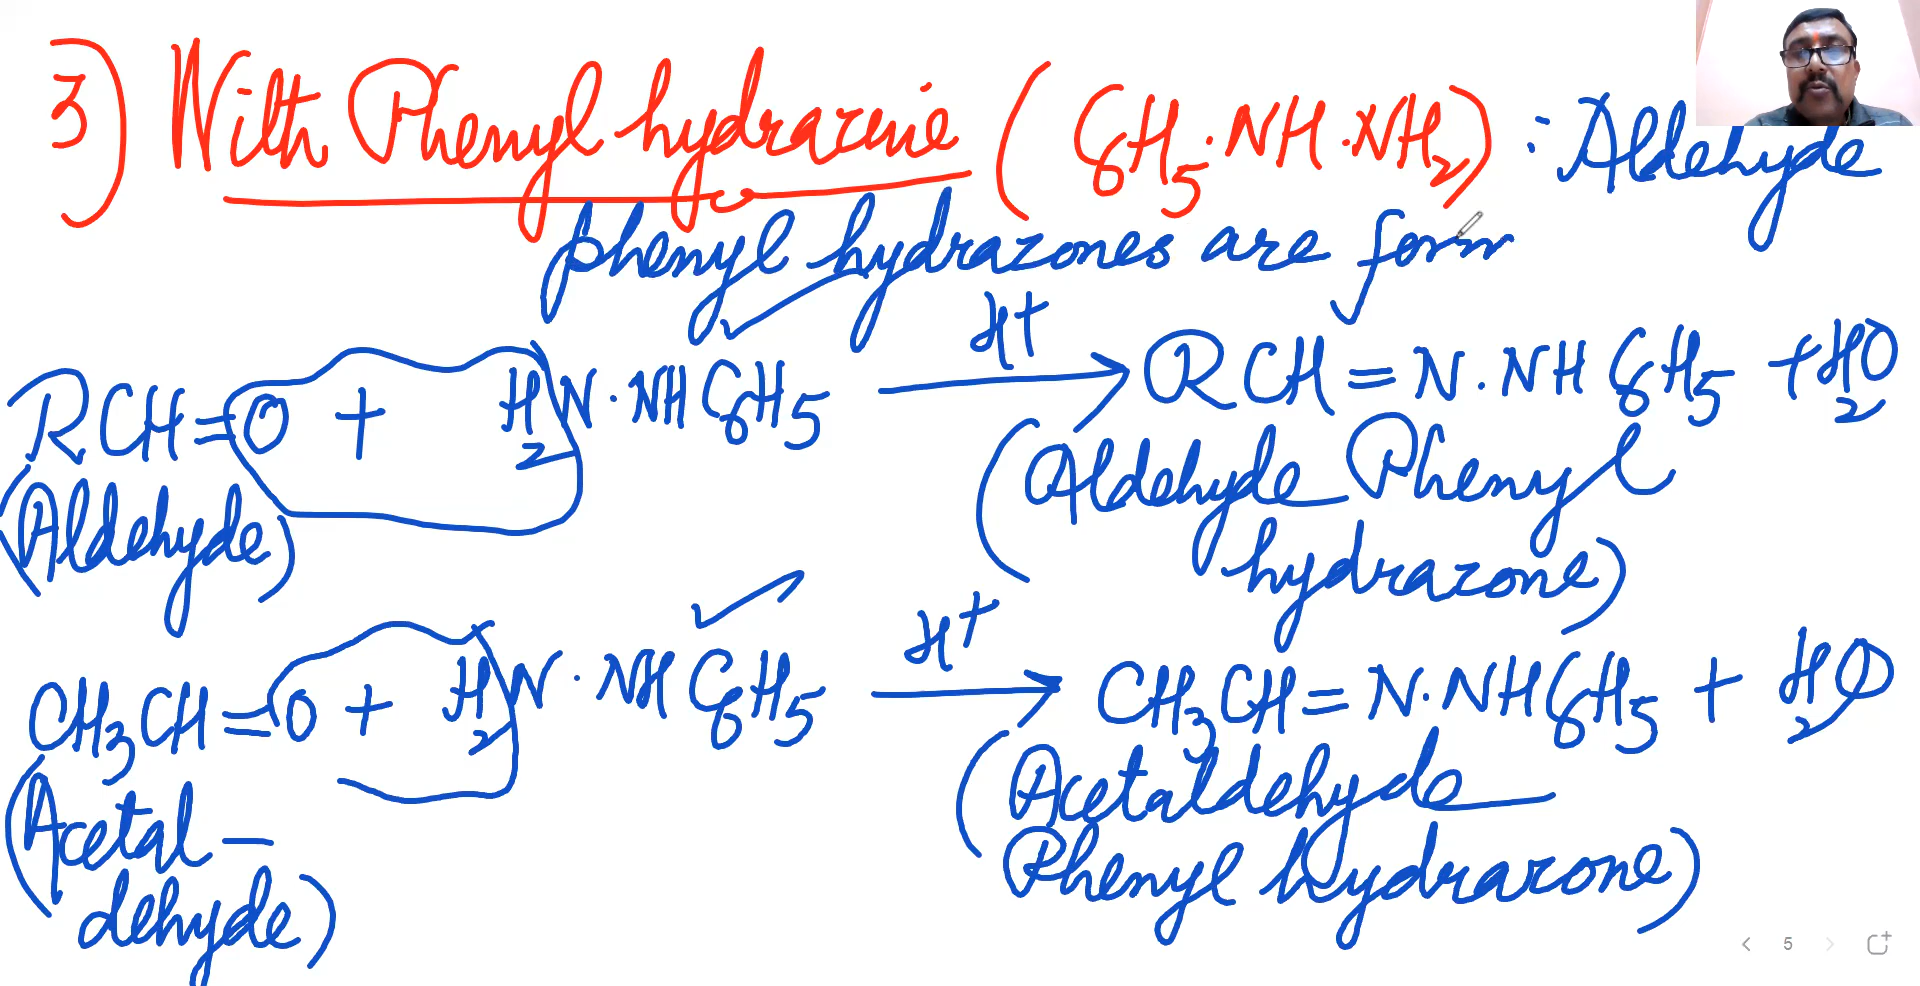 3) With Phenyl hydrazine (C6H5·NH·NH2) : Aldehyde
phenyl hydrazones are form
RCH=O + H2N·NHC6H5 H+ → RCH=N·NHC6H5 + H2O
(Aldehyde) (Aldehyde Phenyl
hydrazone)
CH3CH=O + H2N·NHC6H5 H+ → CH3CH=N·NHC6H5 + H2O
(Acetal- (Acetaldehyde
dehyde) Phenyl hydrazone)
5